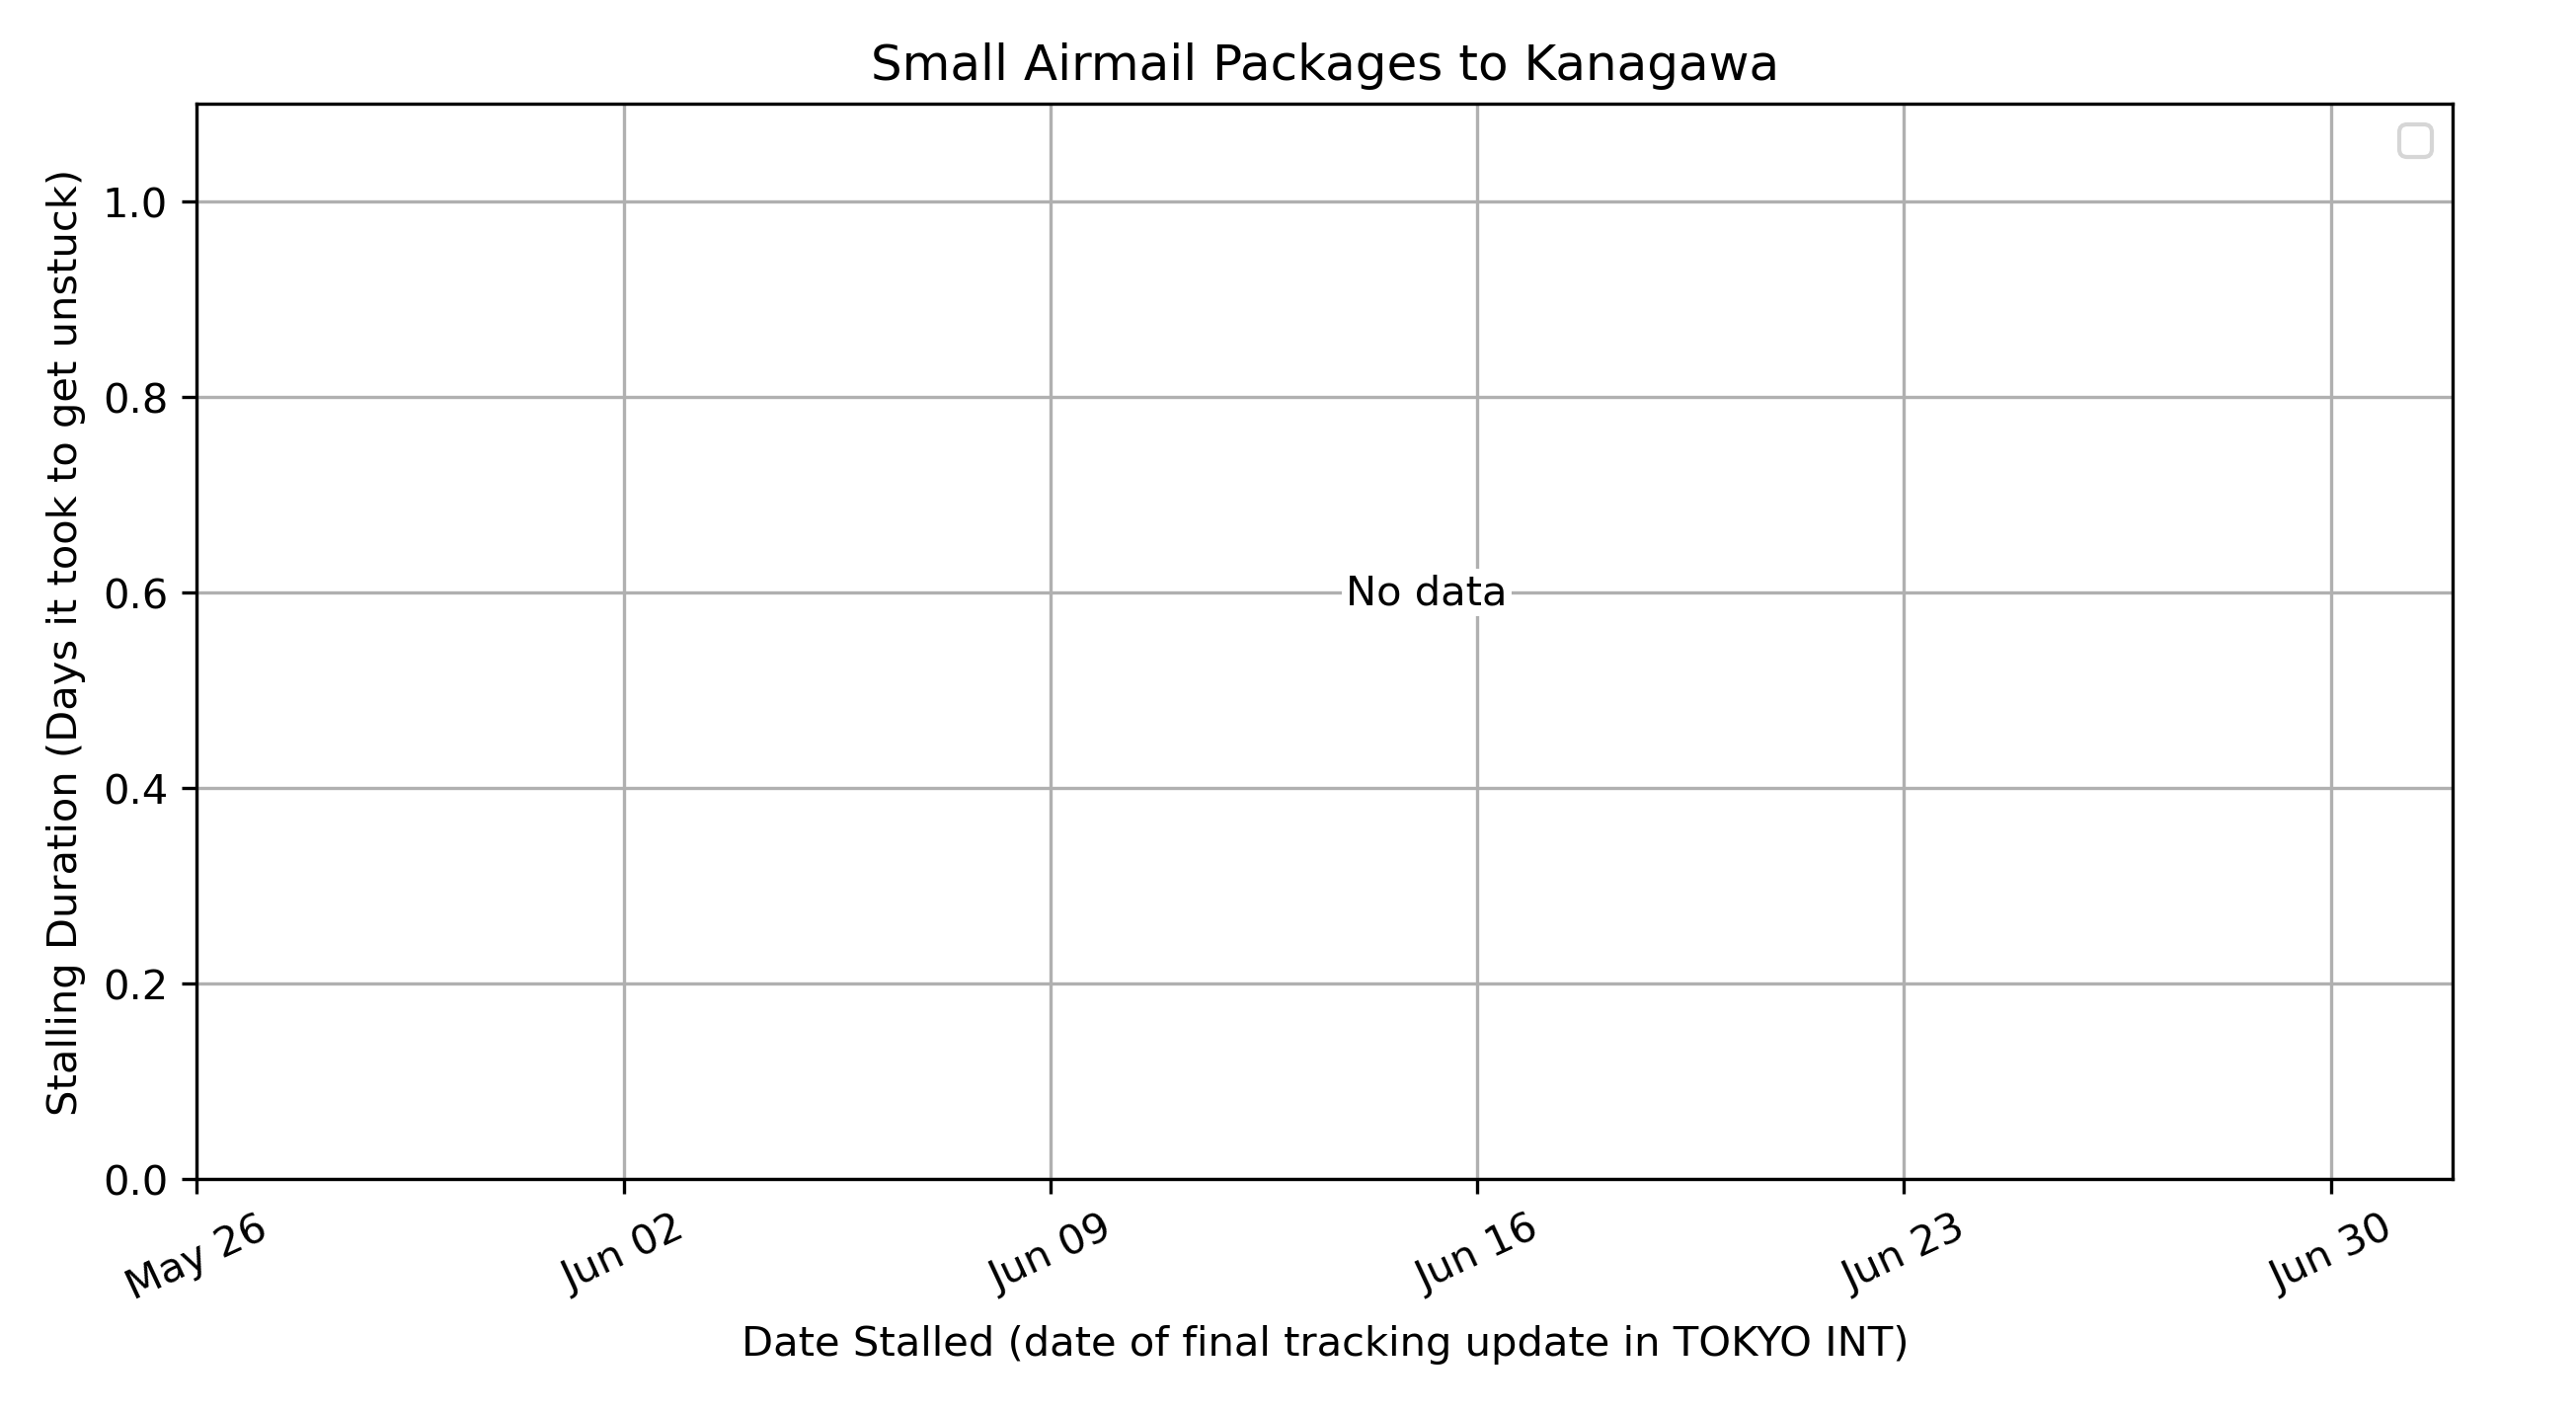 Small Airmail Packages to Kanagawa
Stalling Duration (Days it took to get unstuck)
1.0
0.8
0.6
0.4
0.2
0.0
No data
May 26
Jun 02
Jun 09
Jun 16
Jun 23
Jun 30
Date Stalled (date of final tracking update in TOKYO INT)